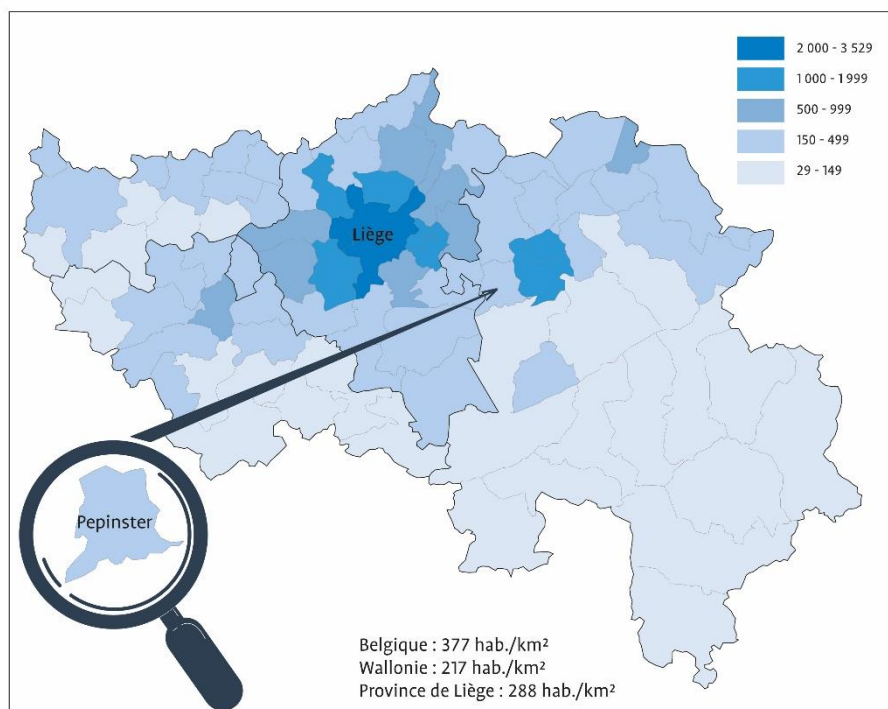 2 000 - 3 529
1 000 - 1 999
500 - 999
150 - 499
29 - 149
Liège
Pepinster
Belgique : 377 hab./km²
Wallonie : 217 hab./km²
Province de Liège : 288 hab./km²